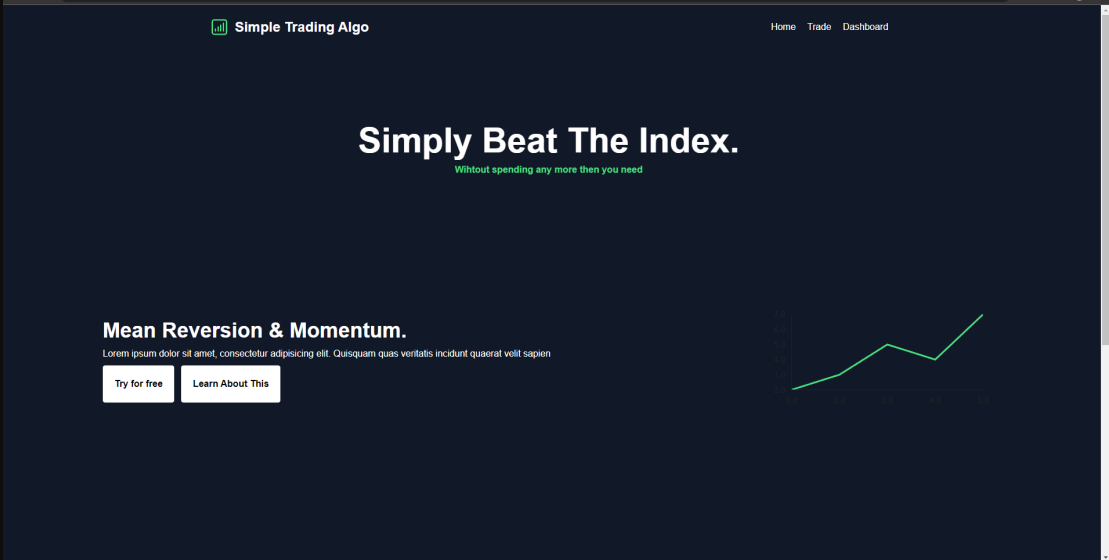 Simple Trading Algo
Home Trade Dashboard
Simply Beat The Index.
Wihtout spending any more then you need
Mean Reversion & Momentum.
Lorem ipsum dolor sit amet, consectetur adipisicing elit. Quisquam quas veritatis incidunt quaerat velit sapien
Try for free Learn About This